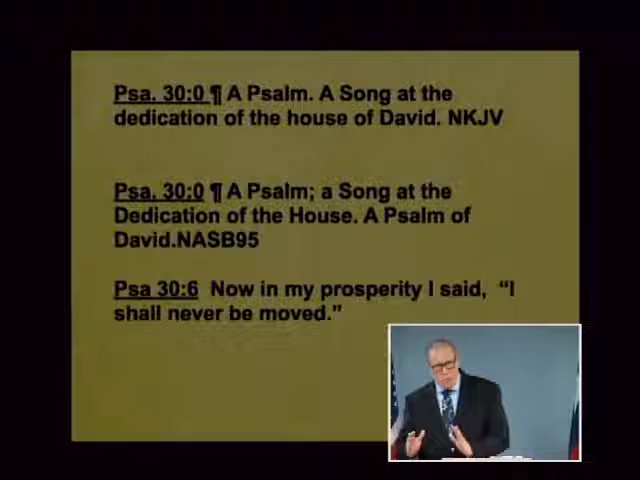 Psa. 30:0 ¶ A Psalm. A Song at the
dedication of the house of David. NKJV
Psa. 30:0 ¶ A Psalm; a Song at the
Dedication of the House. A Psalm of
David.NASB95
Psa 30:6  Now in my prosperity I said,  “I
shall never be moved.”